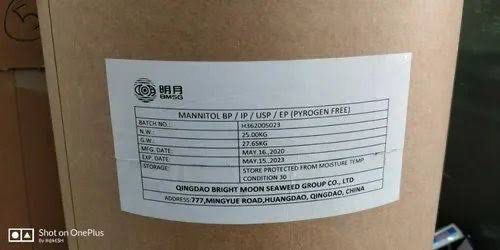 明月
BMSG
MANNITOL BP / IP / USP / EP (PYROGEN FREE)
BATCH NO.: H362005023
N.W.: 25.00KG
G.W.: 27.65KG
MFG. DATE: MAY.16.,2020
EXP. DATE: MAY.15.,2023
STORAGE: STORE PROTECTED FROM MOISTURE TEMP.
CONDITION 30
QINGDAO BRIGHT MOON SEAWEED GROUP CO., LTD
ADDRESS:777,MINGYUE ROAD,HUANGDAO, QINGDAO, CHINA
Shot on OnePlus